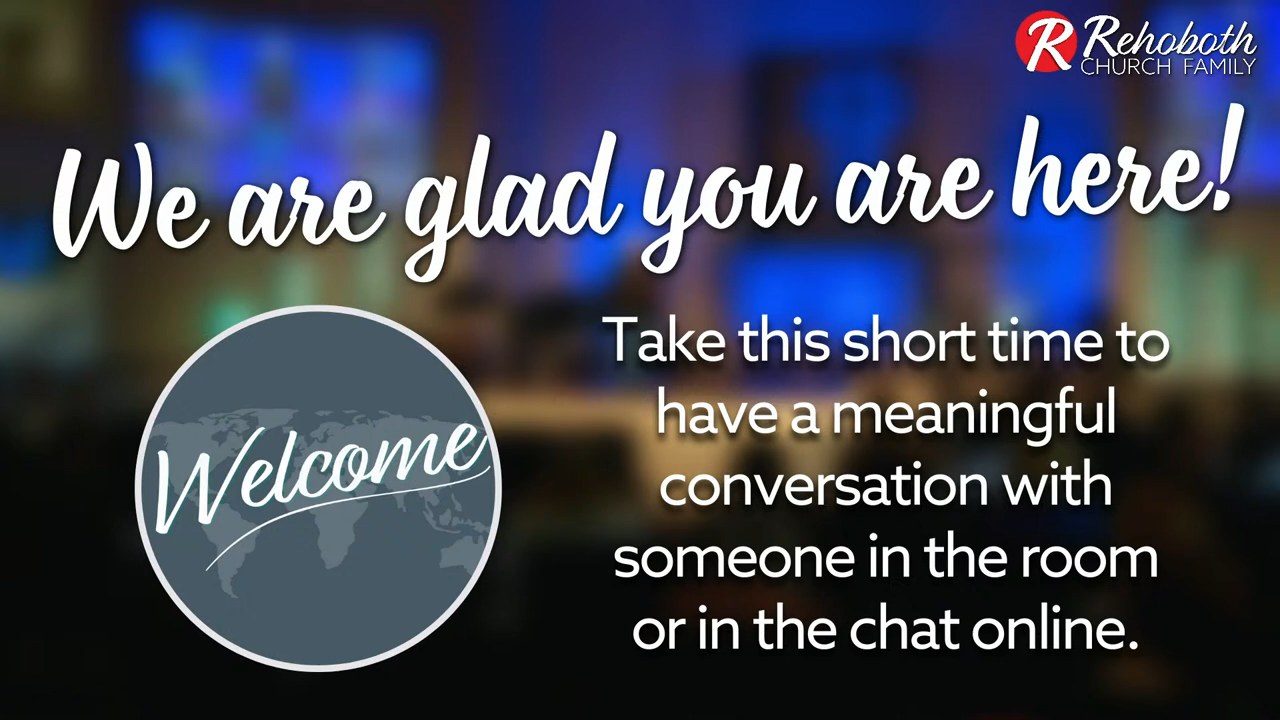 R Rehoboth
CHURCH FAMILY
We are glad you are here!
Welcome
Take this short time to
have a meaningful
conversation with
someone in the room
or in the chat online.